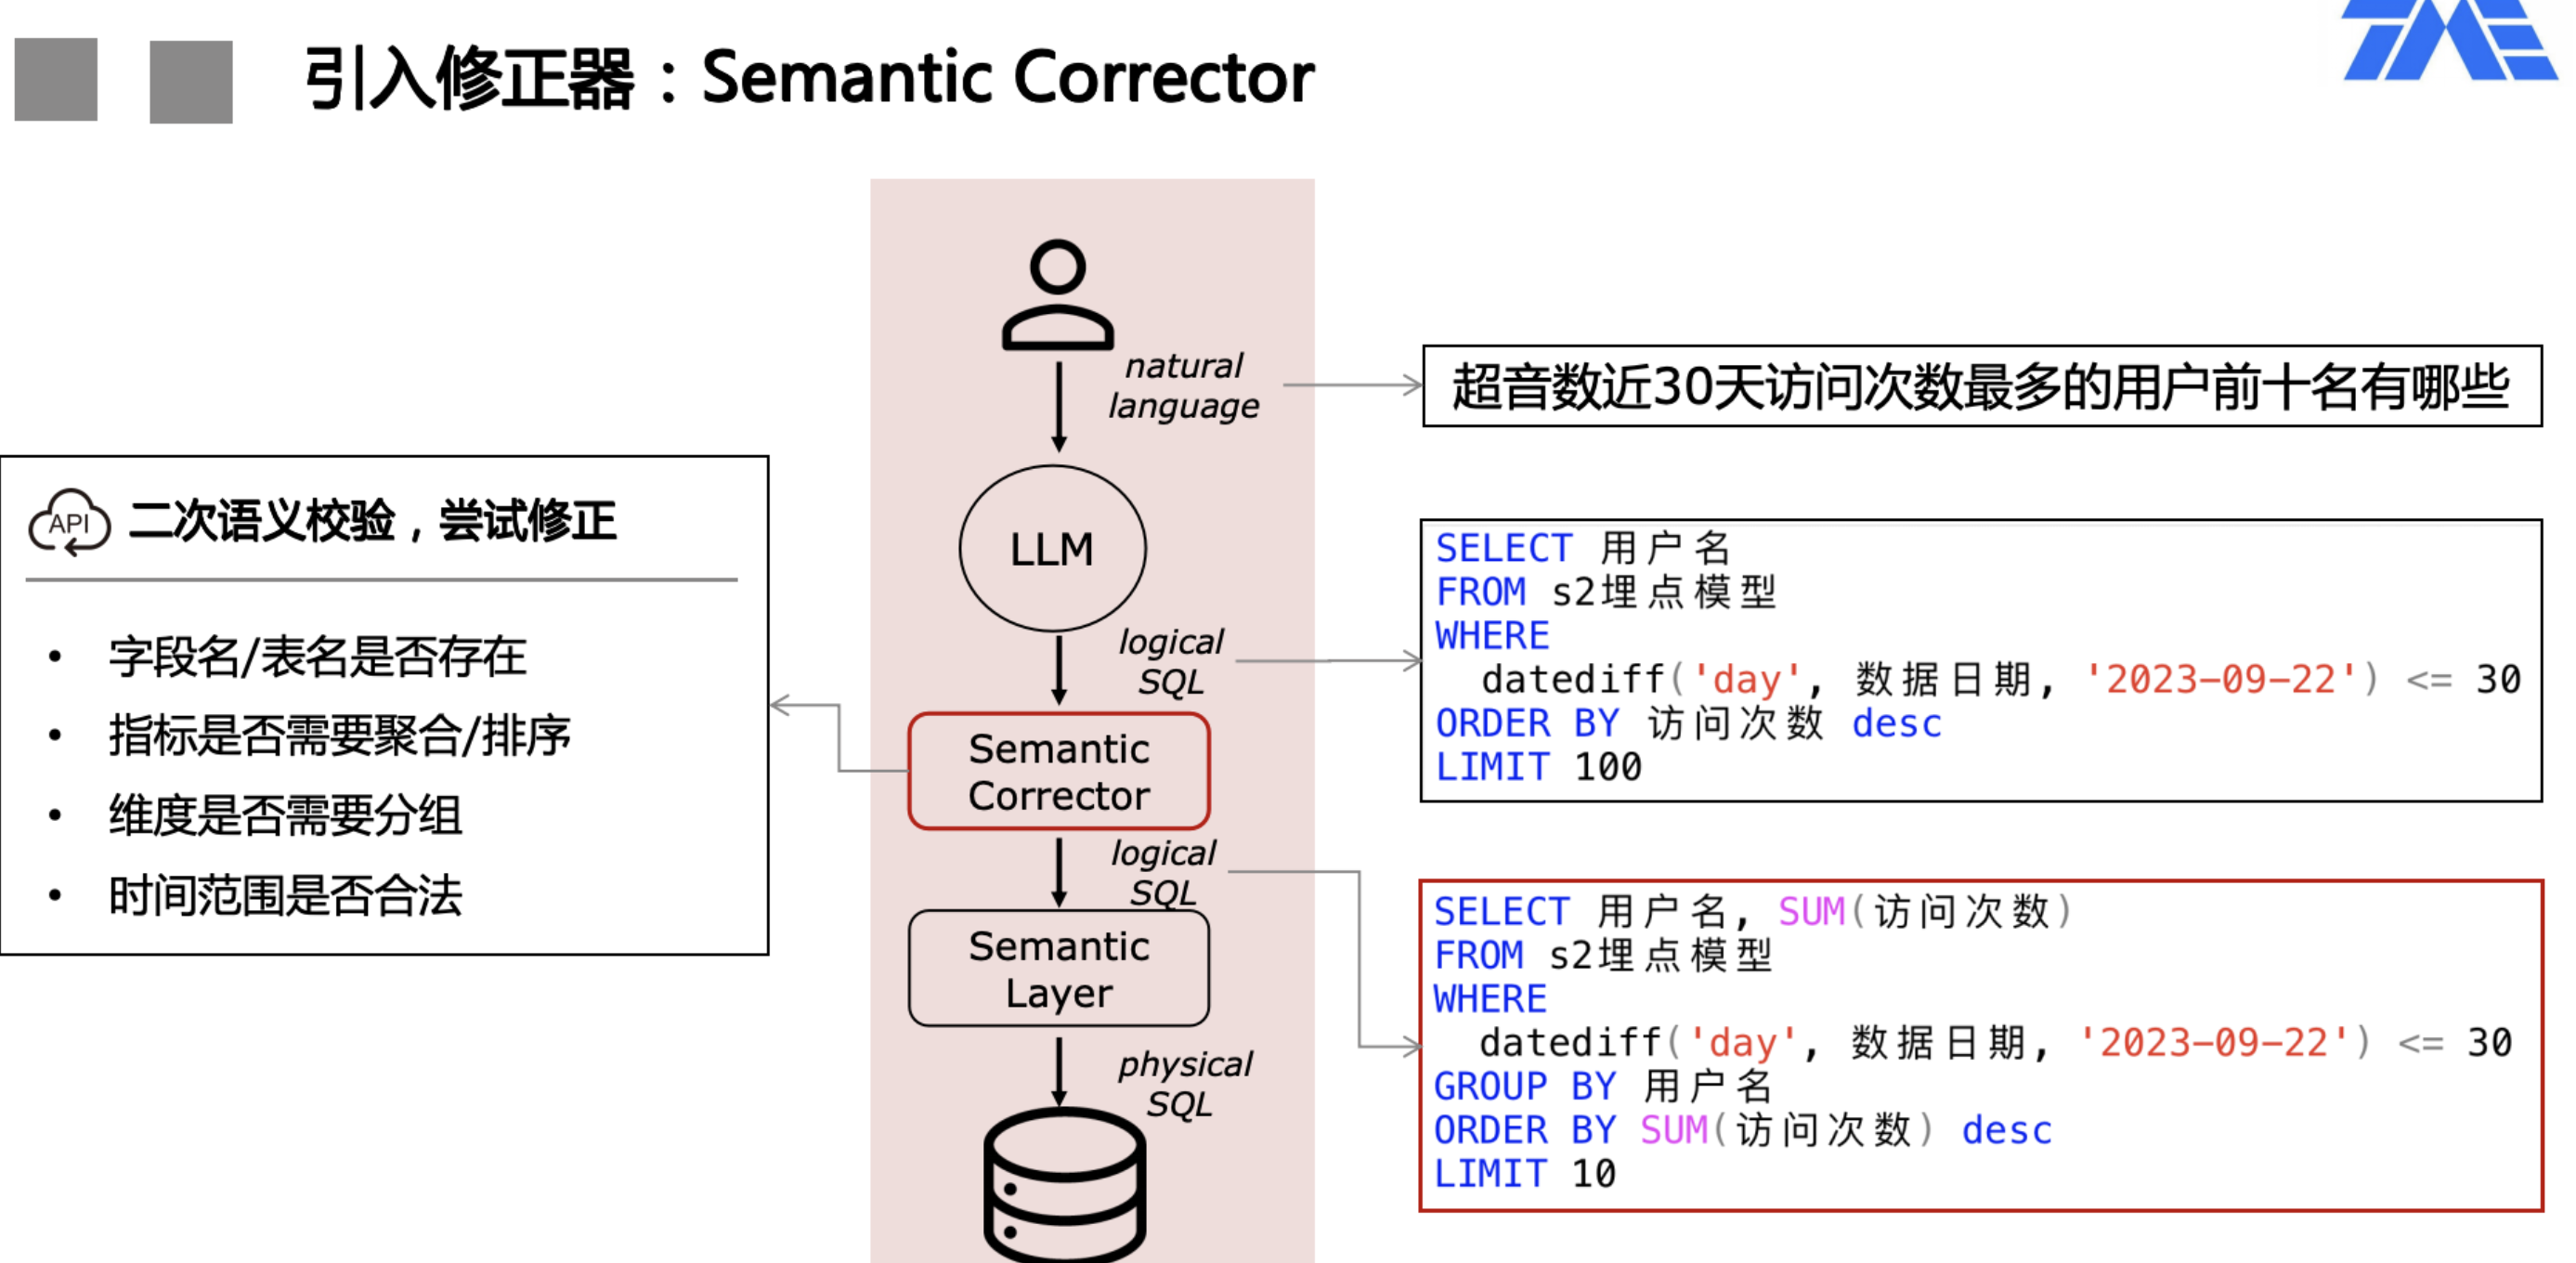 引入修正器：Semantic Corrector
natural
language
超音数近30天访问次数最多的用户前十名有哪些
API
二次语义校验，尝试修正
• 字段名/表名是否存在
• 指标是否需要聚合/排序
• 维度是否需要分组
• 时间范围是否合法
LLM
logical
SQL
SELECT 用户名
FROM s2埋点模型
WHERE
datediff('day', 数据日期, '2023-09-22') <= 30
ORDER BY 访问次数 desc
LIMIT 100
Semantic
Corrector
logical
SQL
SELECT 用户名, SUM(访问次数)
FROM s2埋点模型
WHERE
datediff('day', 数据日期, '2023-09-22') <= 30
GROUP BY 用户名
ORDER BY SUM(访问次数) desc
LIMIT 10
Semantic
Layer
physical
SQL